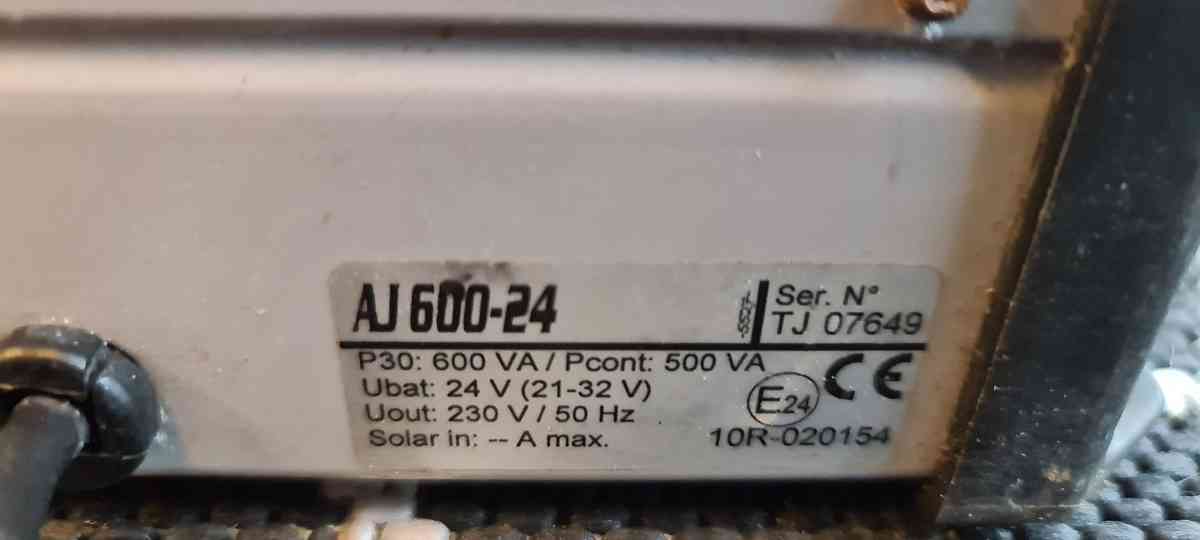 AJ 600-24
Ser. N°
TJ 07649
P30: 600 VA / Pcont: 500 VA
Ubat: 24 V (21-32 V)
Uout: 230 V / 50 Hz
Solar in: -- A max.
CE
E24
10R-020154